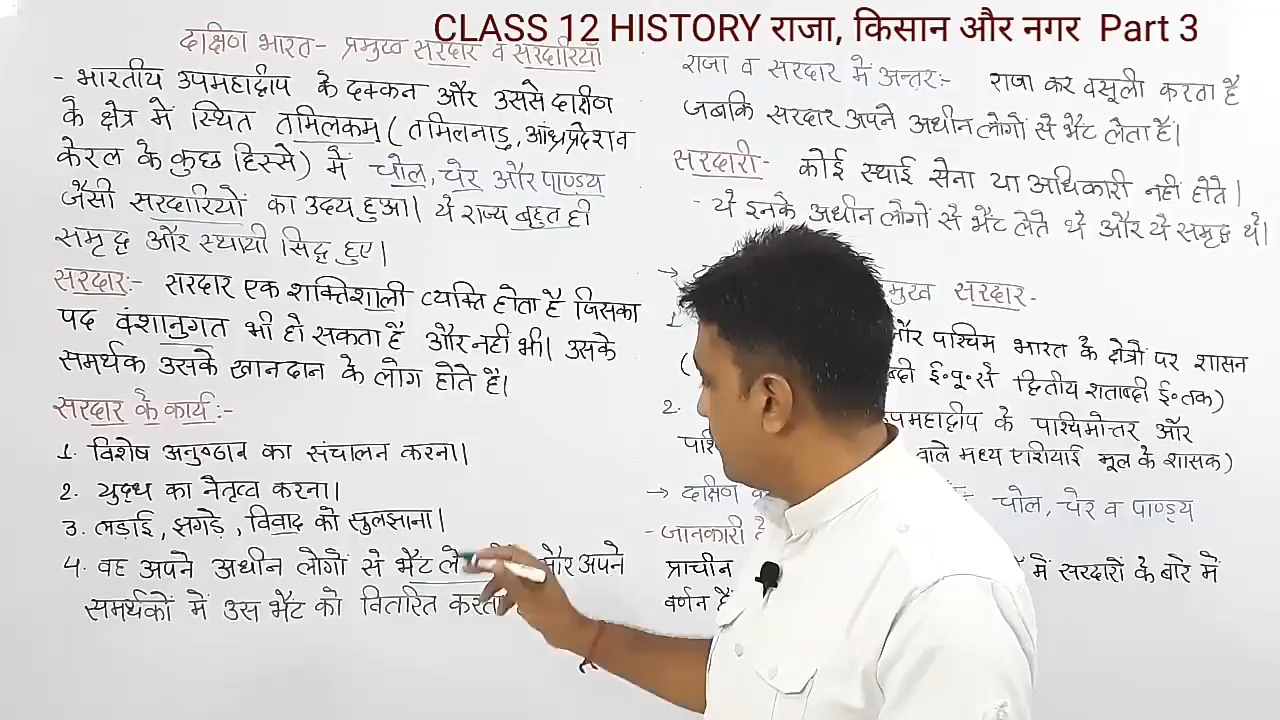 CLASS 12 HISTORY राजा, किसान और नगर Part 3
दक्षिण भारत - प्रमुख सरदार व सरदारियाँ
- भारतीय उपमहाद्वीप के दक्कन और उससे दक्षिण
के क्षेत्र में स्थित तमिलकम (तमिलनाडु, आंध्रप्रदेश व
केरल के कुछ हिस्से) में चोल, चेर और पाण्ड्य
जैसी सरदारियों का उदय हुआ। ये राज्य बहुत ही
समृद्ध और स्थायी सिद्ध हुए।
सरदार:- सरदार एक शक्तिशाली व्यक्ति होता है जिसका
पद वंशानुगत भी हो सकता है और नहीं भी। उसके
समर्थक उसके खानदान के लोग होते है।
सरदार के कार्य:-
1. विशेष अनुष्ठान का संचालन करना।
2. युद्ध का नेतृत्व करना।
3. लड़ाई, झगड़े, विवाद को सुलझाना।
4. वह अपने अधीन लोगों से भेंट और अपने
समर्थकों में उस भेंट को वितरित करता
राजा व सरदार में अन्तर:- राजा कर वसूली करता है
जबकि सरदार अपने अधीन लोगों से भेंट लेता है।
सरदारी- कोई स्थाई सेना या अधिकारी नही होते।
- ये इनके अधीन लोगों से भेंट लेते थे और ये समृद्ध थे।
→ सरदार-
1 और पश्चिम भारत के क्षेत्रों पर शासन
( ई॰पू॰से द्वितीय शताब्दी ई॰तक)
2. के पश्चिमोत्तर और
वाले मध्य एशियाई मूल के शासक)
→ दक्षिण चोल, चेर व पाण्ड्य
- जानकारी
प्राचीन में सरदारों के बारे में
वर्णन है